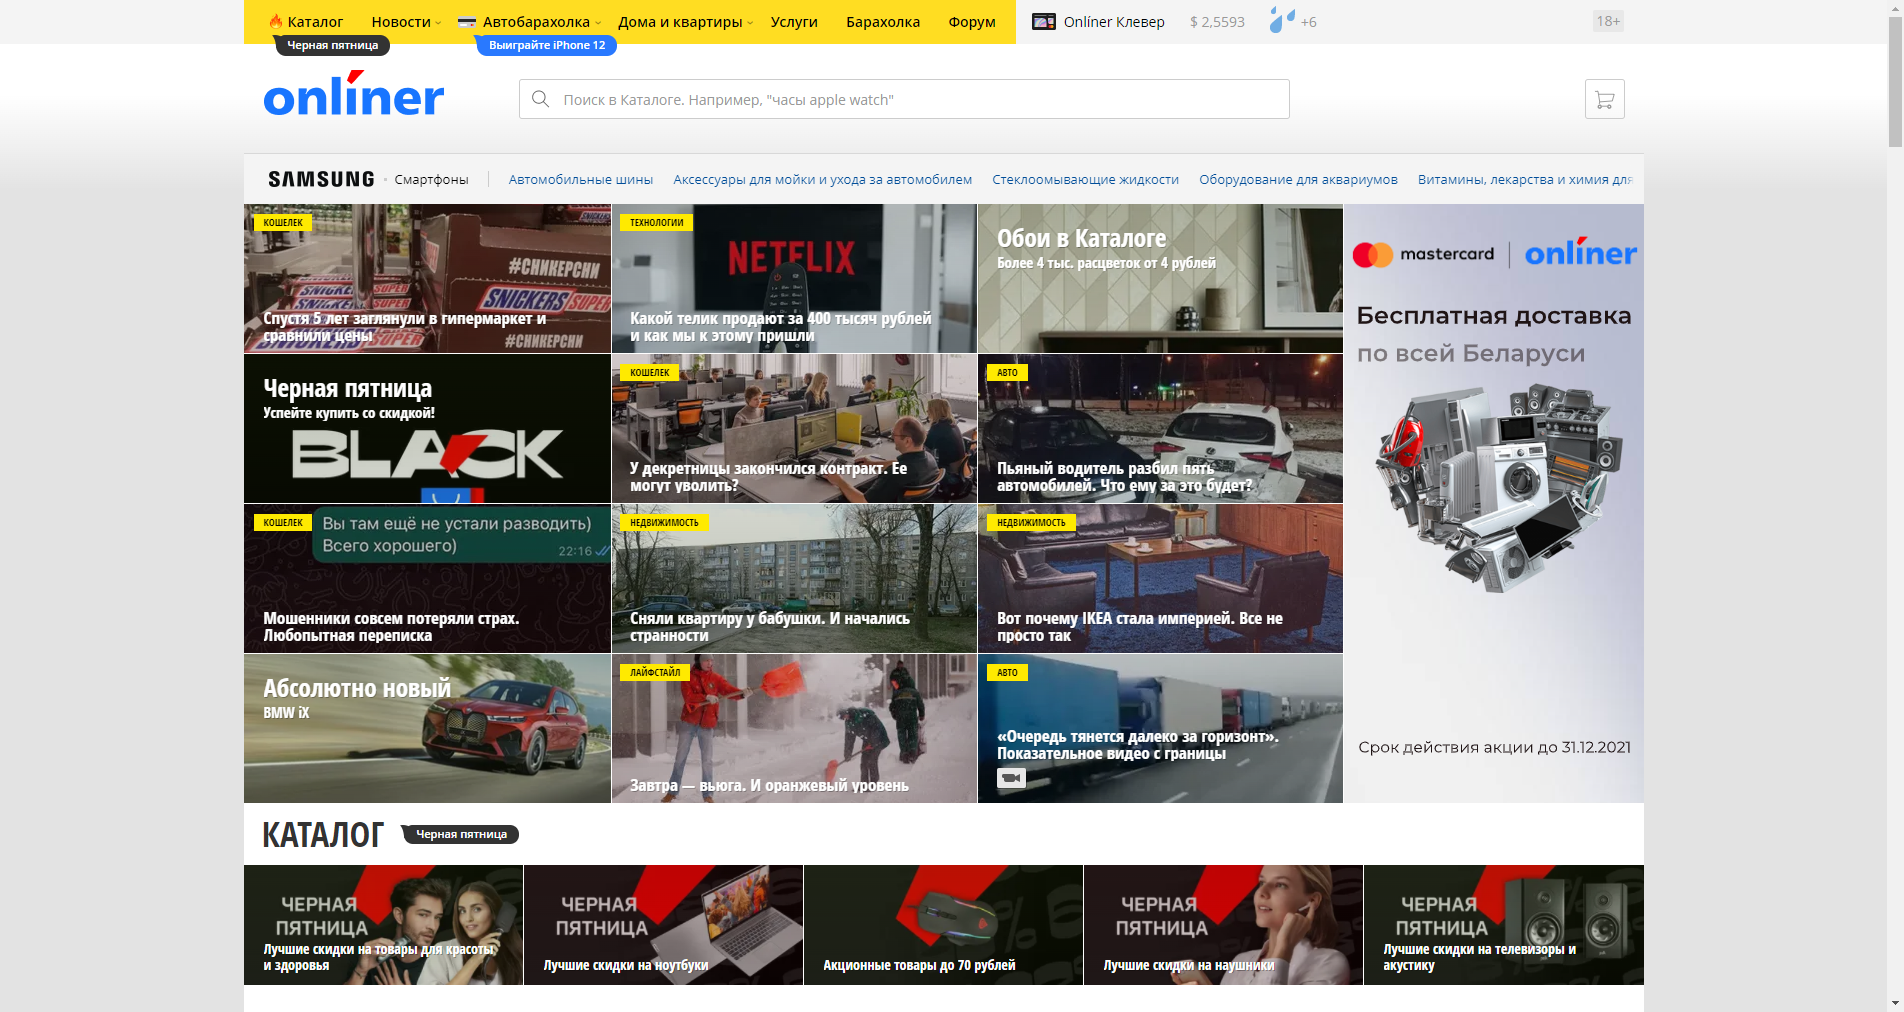 Каталог Новости Автобарахолка Дома и квартиры Услуги Барахолка Форум Onlíner Клевер $ 2,5593 +6 18+
Черная пятница Выиграйте iPhone 12
onlíner
Поиск в Каталоге. Например, "часы apple watch"
SAMSUNG Смартфоны Автомобильные шины Аксессуары для мойки и ухода за автомобилем Стеклоомывающие жидкости Оборудование для аквариумов Витамины, лекарства и химия для
КОШЕЛЕК
#СНИКЕРСНИ
SNICKERS SUPER
SNICKERS SUPER
Спустя 5 лет заглянули в гипермаркет и
сравнили цены
#СНИКЕРСНИ
ТЕХНОЛОГИИ
NETFLIX
Какой телик продают за 400 тысяч рублей
и как мы к этому пришли
Обои в Каталоге
Более 4 тыс. расцветок от 4 рублей
mastercard onlíner
Бесплатная доставка
по всей Беларуси
Срок действия акции до 31.12.2021
Черная пятница
Успейте купить со скидкой!
BLACK
КОШЕЛЕК
У декретницы закончился контракт. Ее
могут уволить?
АВТО
Пьяный водитель разбил пять
автомобилей. Что ему за это будет?
КОШЕЛЕК
Вы там ещё не устали разводить)
Всего хорошего)
22:16
Мошенники совсем потеряли страх.
Любопытная переписка
НЕДВИЖИМОСТЬ
Сняли квартиру у бабушки. И начались
странности
НЕДВИЖИМОСТЬ
Вот почему IKEA стала империей. Все не
просто так
Абсолютно новый
BMW iX
ЛАЙФСТАЙЛ
Завтра — вьюга. И оранжевый уровень
АВТО
«Очередь тянется далеко за горизонт».
Показательное видео с границы
КАТАЛОГ Черная пятница
ЧЕРНАЯ
ПЯТНИЦА
Лучшие скидки на товары для красоты
и здоровья
ЧЕРНАЯ
ПЯТНИЦА
Лучшие скидки на ноутбуки
Акционные товары до 70 рублей
ЧЕРНАЯ
ПЯТНИЦА
Лучшие скидки на наушники
ЧЕРНАЯ
ПЯТНИЦА
Лучшие скидки на телевизоры и
акустику